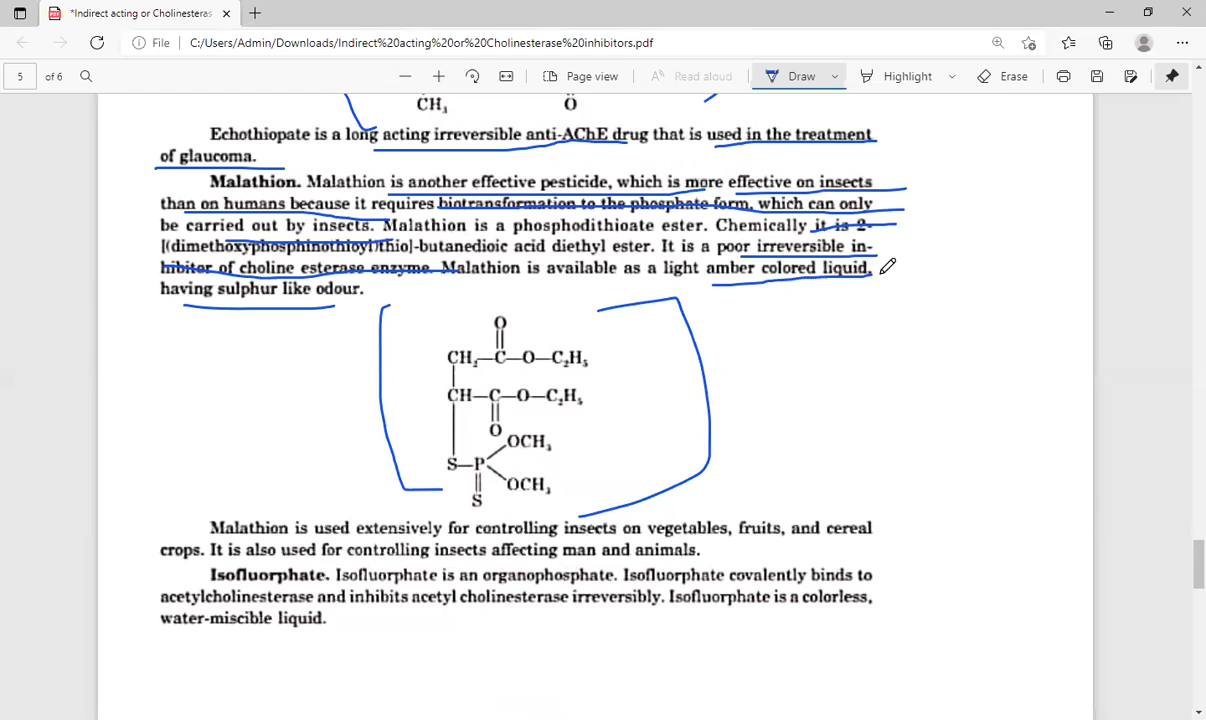 *Indirect acting or Cholinesteras
File
C:/Users/Admin/Downloads/Indirect%20acting%20or%20Cholinesterase%20inhibitors.pdf
5 of 6
Page view
Read aloud
Draw
Highlight
Erase
CH₃ O
Echothiopate is a long acting irreversible anti-AChE drug that is used in the treatment
of glaucoma.
Malathion. Malathion is another effective pesticide, which is more effective on insects
than on humans because it requires biotransformation to the phosphate form, which can only
be carried out by insects. Malathion is a phosphodithioate ester. Chemically it is 2-
[(dimethoxyphosphinothioyl)thio]-butanedioic acid diethyl ester. It is a poor irreversible in-
hibitor of choline esterase enzyme. Malathion is available as a light amber colored liquid,
having sulphur like odour.
O
CH₂—C—O—C₂H₅
CH—C—O—C₂H₅
O
OCH₃
S—P
OCH₃
S
Malathion is used extensively for controlling insects on vegetables, fruits, and cereal
crops. It is also used for controlling insects affecting man and animals.
Isofluorphate. Isofluorphate is an organophosphate. Isofluorphate covalently binds to
acetylcholinesterase and inhibits acetyl cholinesterase irreversibly. Isofluorphate is a colorless,
water-miscible liquid.